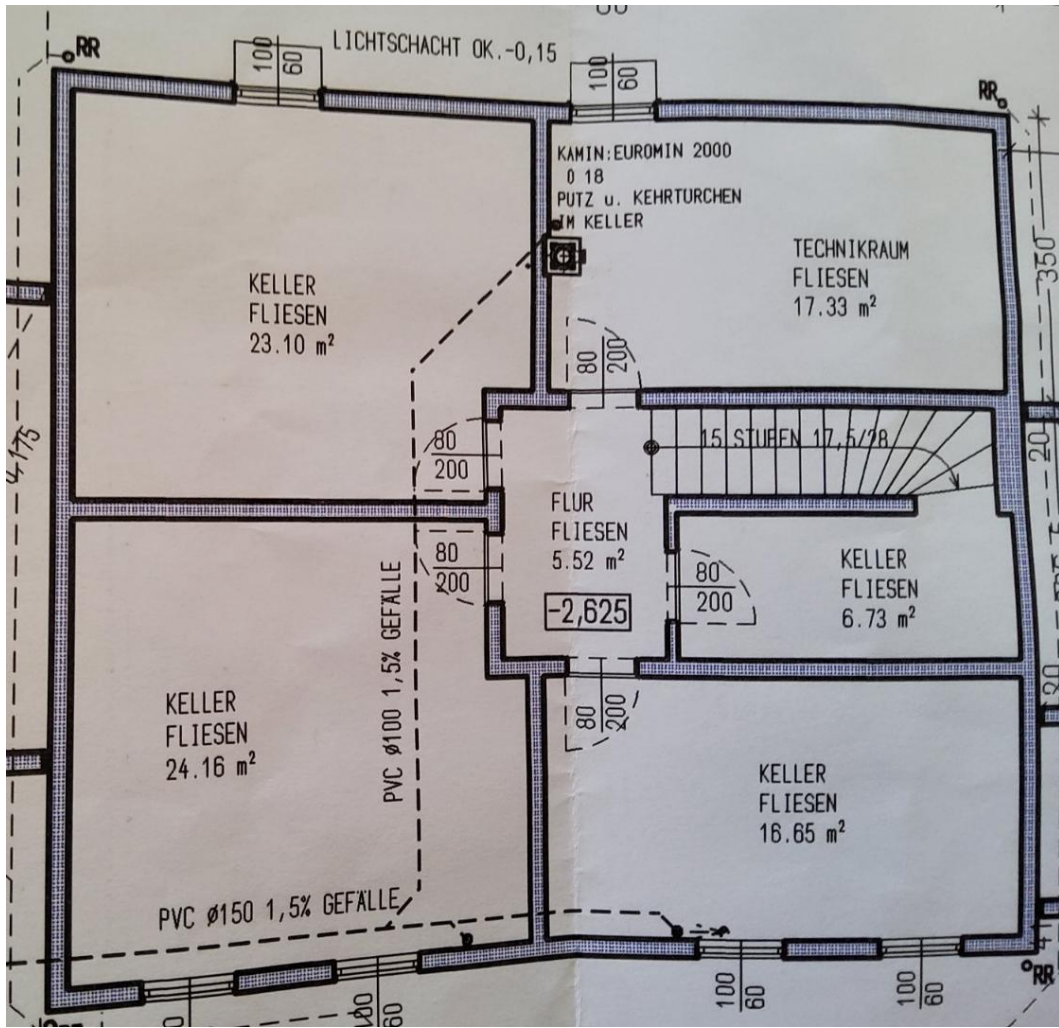 RR
LICHTSCHACHT OK.-0,15
100
60
100
60
RR
KAMIN:EUROMIN 2000
0 18
PUTZ u. KEHRTURCHEN
IM KELLER
TECHNIKRAUM
FLIESEN
17.33 m²
350
KELLER
FLIESEN
23.10 m²
80
200
4,175
80
200
15 STUFEN 17,5/28
20
FLUR
FLIESEN
5.52 m²
-2,625
80
200
KELLER
FLIESEN
6.73 m²
80
200
PVC ø100 1,5% GEFÄLLE
20
80
200
KELLER
FLIESEN
24.16 m²
KELLER
FLIESEN
16.65 m²
PVC ø150 1,5% GEFÄLLE
RR
60
100
60
100
60